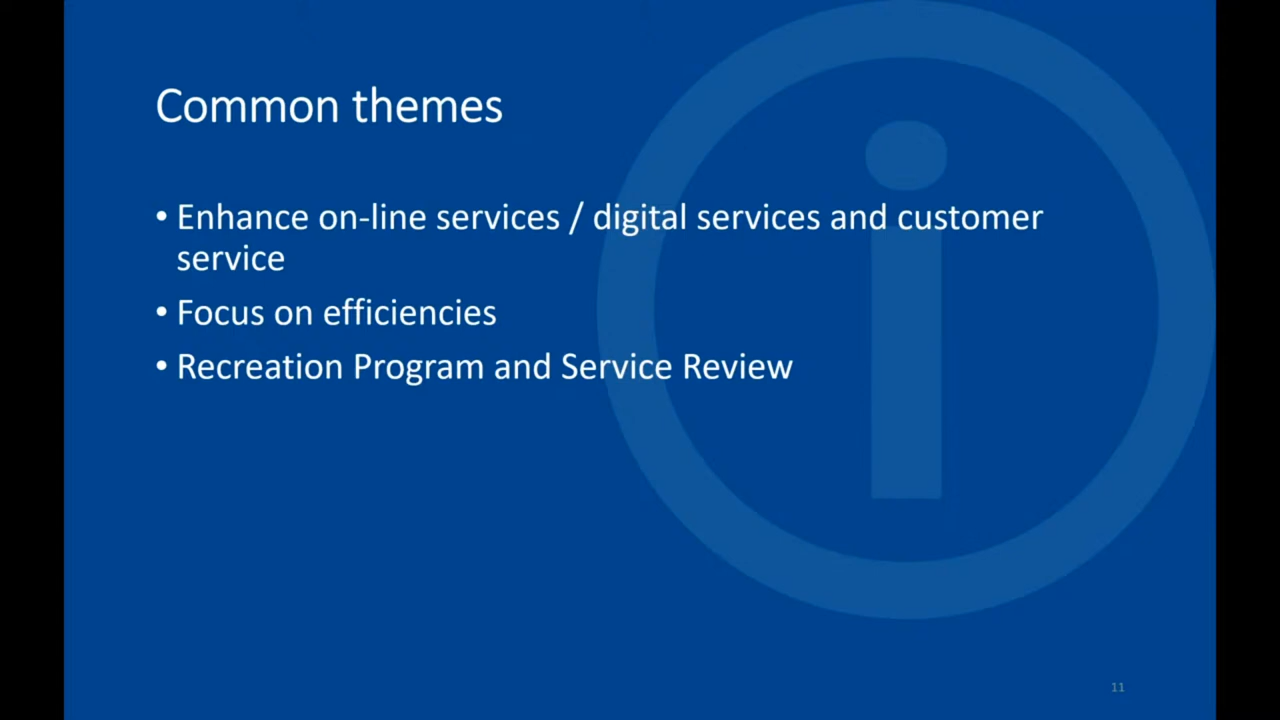 Common themes
• Enhance on-line services / digital services and customer
service
• Focus on efficiencies
• Recreation Program and Service Review
11